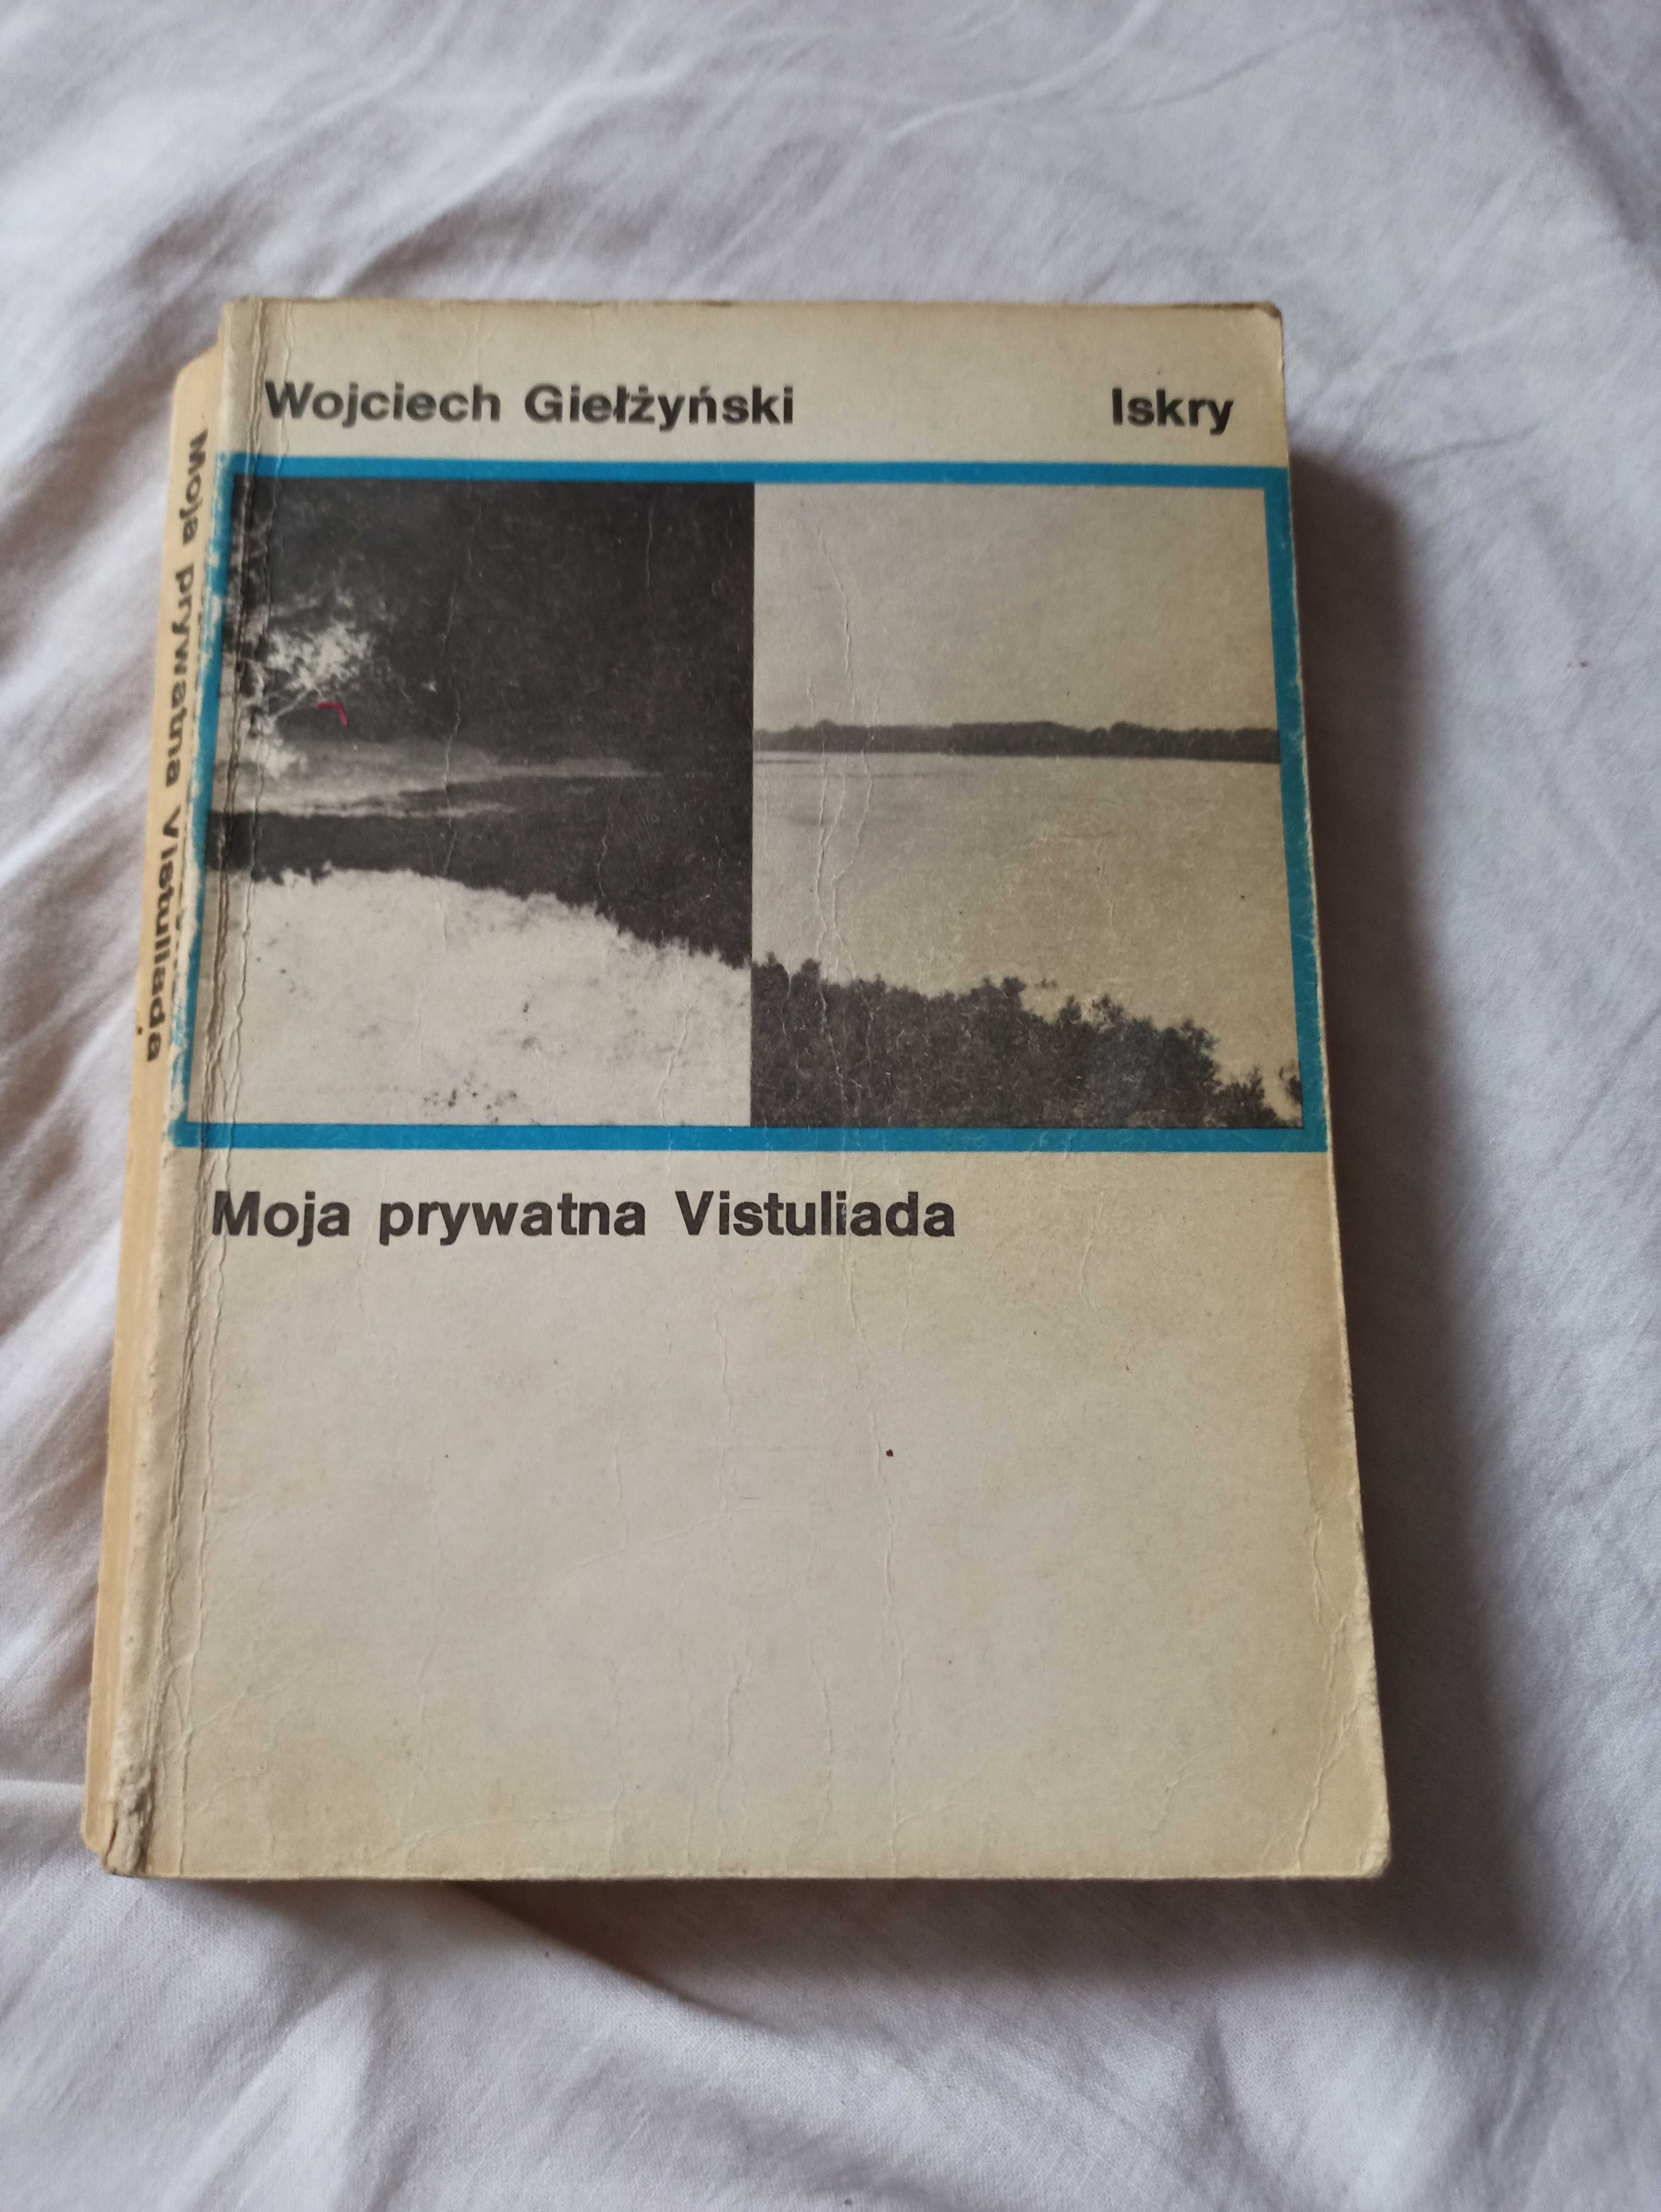 Wojciech Giełżyński Iskry
Moja prywatna Vistuliada
Moja prywatna Vistuliada